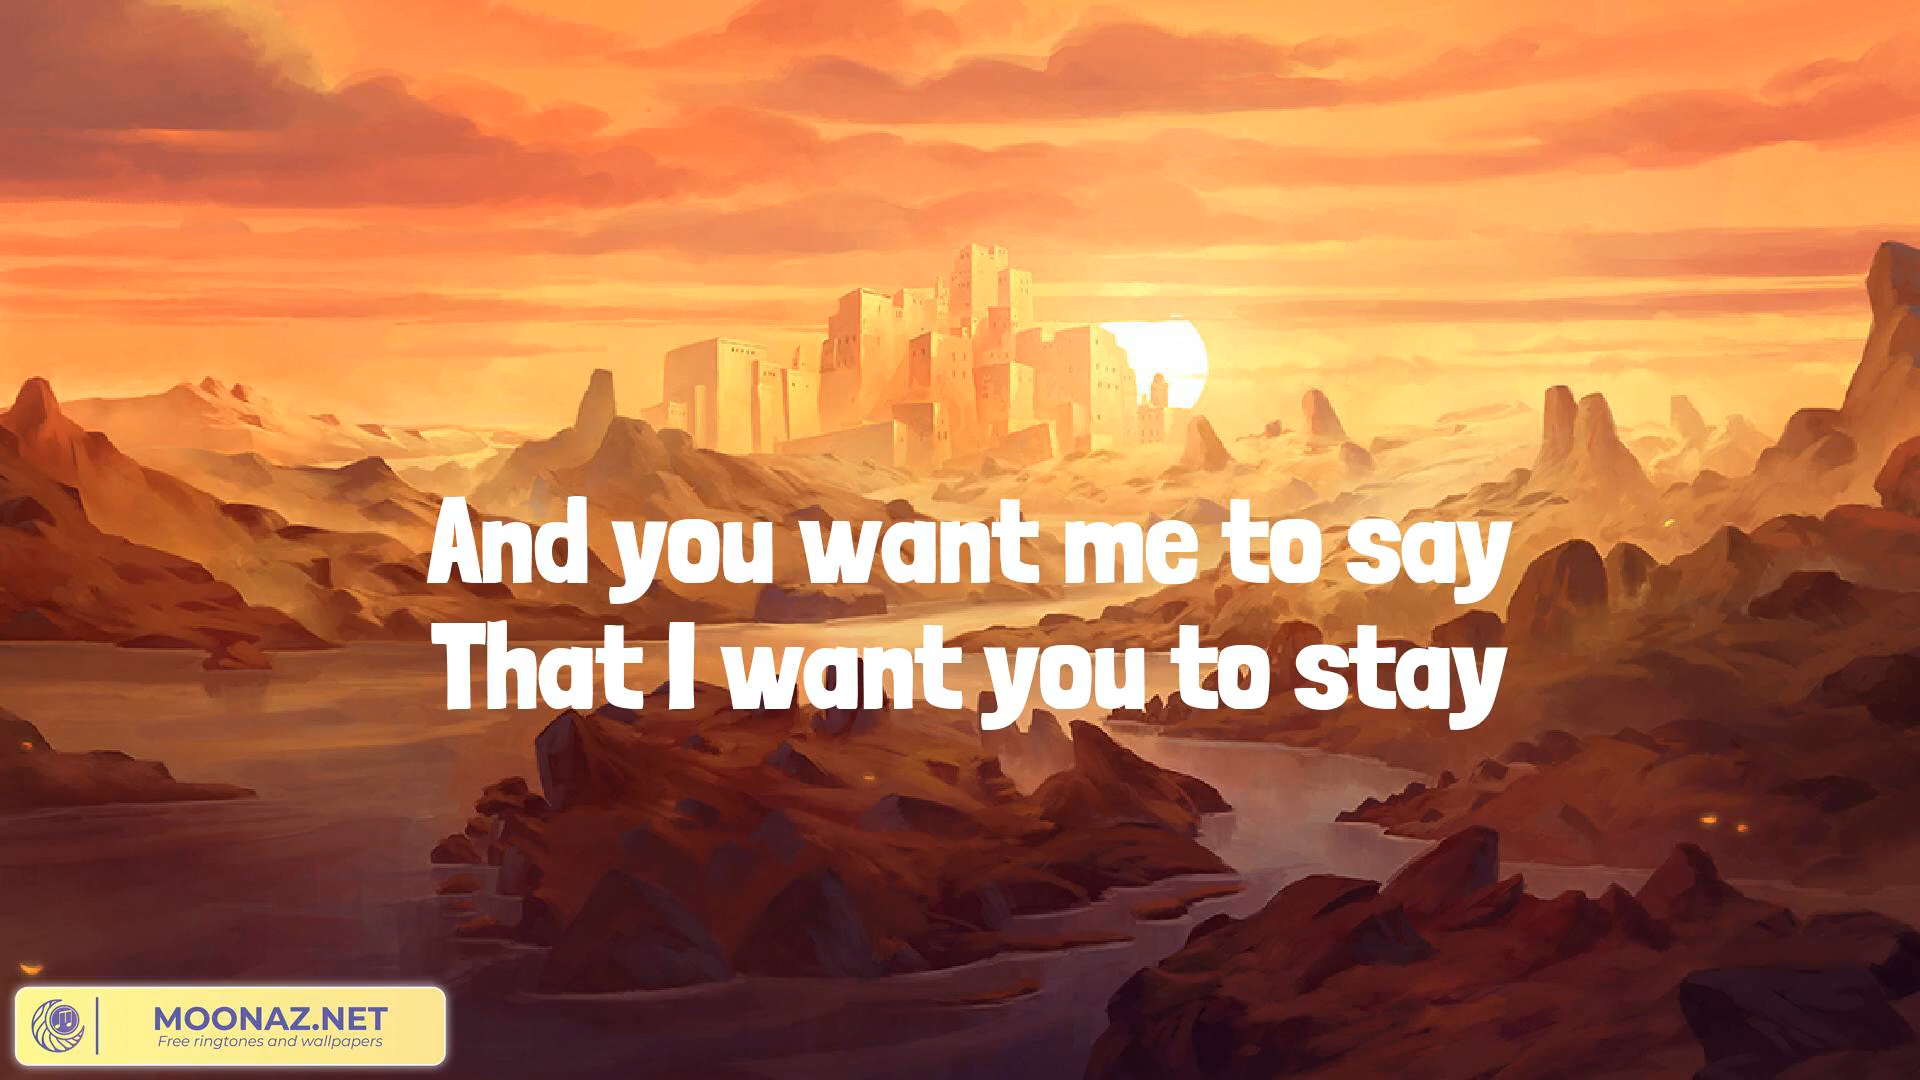 And you want me to say
That I want you to stay
MOONAZ.NET
Free ringtones and wallpapers